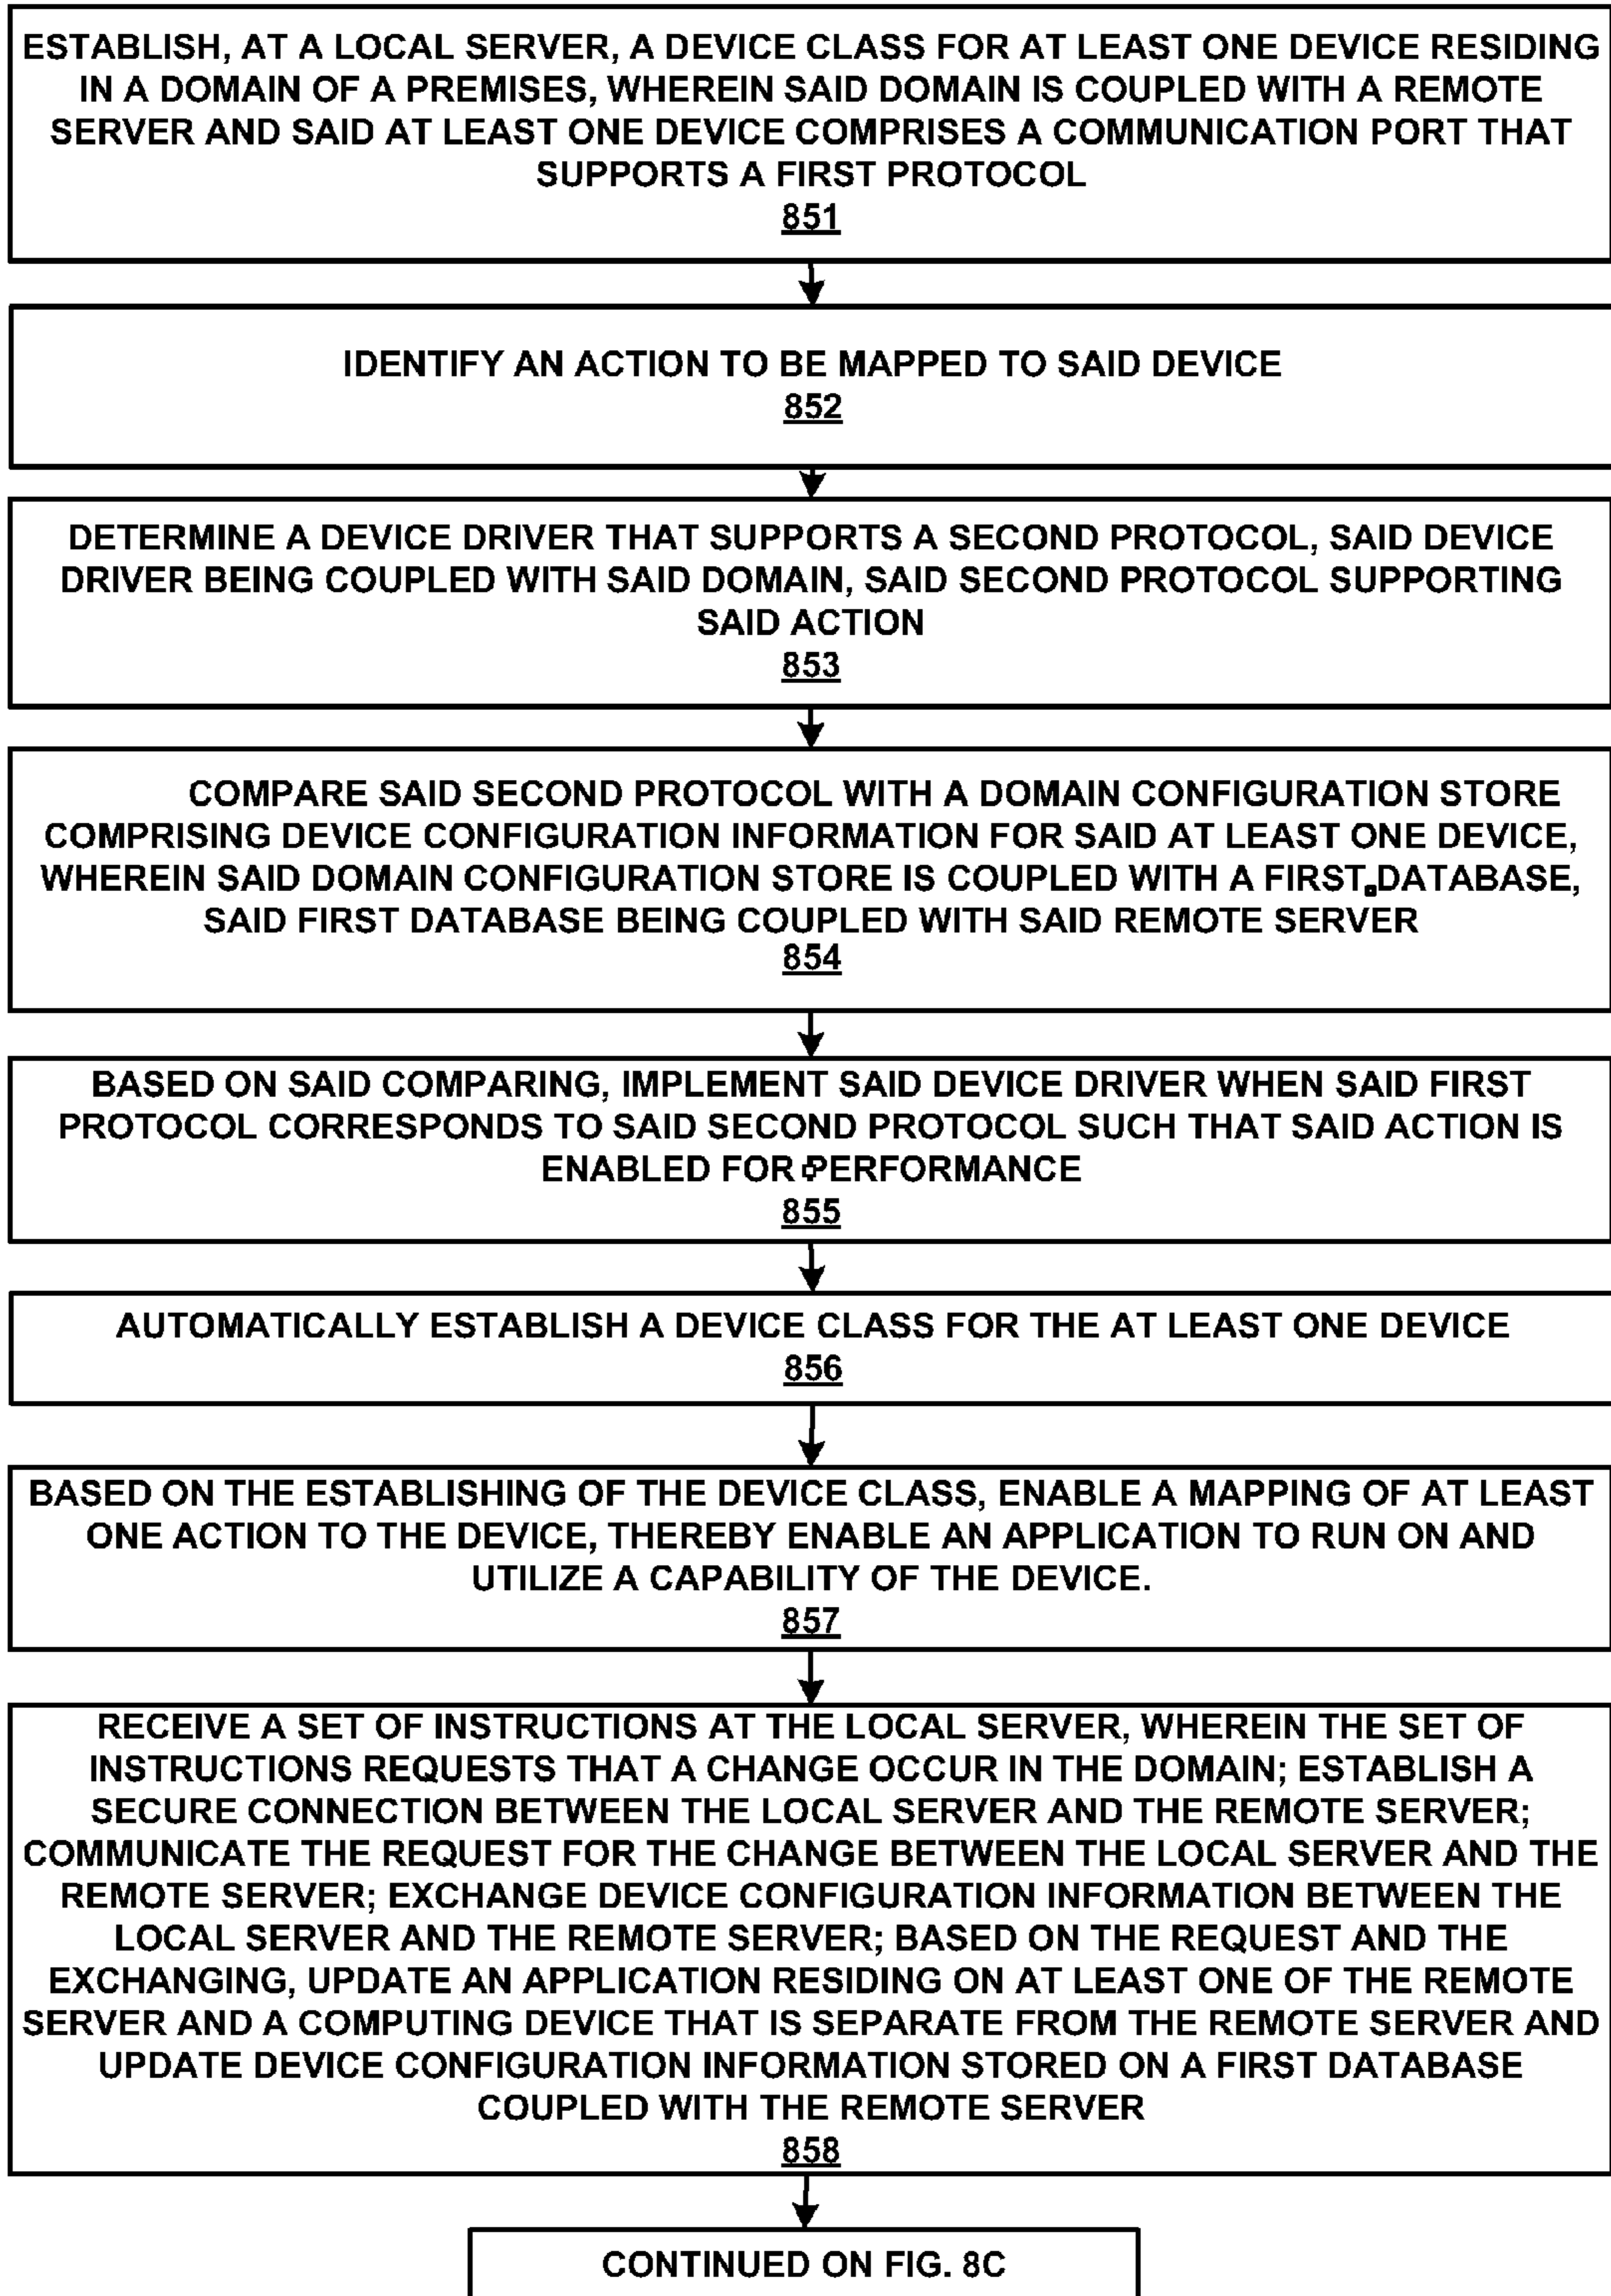 ESTABLISH, AT A LOCAL SERVER, A DEVICE CLASS FOR AT LEAST ONE DEVICE RESIDING
IN A DOMAIN OF A PREMISES, WHEREIN SAID DOMAIN IS COUPLED WITH A REMOTE
SERVER AND SAID AT LEAST ONE DEVICE COMPRISES A COMMUNICATION PORT THAT
SUPPORTS A FIRST PROTOCOL
851
IDENTIFY AN ACTION TO BE MAPPED TO SAID DEVICE
852
DETERMINE A DEVICE DRIVER THAT SUPPORTS A SECOND PROTOCOL, SAID DEVICE
DRIVER BEING COUPLED WITH SAID DOMAIN, SAID SECOND PROTOCOL SUPPORTING
SAID ACTION
853
COMPARE SAID SECOND PROTOCOL WITH A DOMAIN CONFIGURATION STORE
COMPRISING DEVICE CONFIGURATION INFORMATION FOR SAID AT LEAST ONE DEVICE,
WHEREIN SAID DOMAIN CONFIGURATION STORE IS COUPLED WITH A FIRST DATABASE,
SAID FIRST DATABASE BEING COUPLED WITH SAID REMOTE SERVER
854
BASED ON SAID COMPARING, IMPLEMENT SAID DEVICE DRIVER WHEN SAID FIRST
PROTOCOL CORRESPONDS TO SAID SECOND PROTOCOL SUCH THAT SAID ACTION IS
ENABLED FOR PERFORMANCE
855
AUTOMATICALLY ESTABLISH A DEVICE CLASS FOR THE AT LEAST ONE DEVICE
856
BASED ON THE ESTABLISHING OF THE DEVICE CLASS, ENABLE A MAPPING OF AT LEAST
ONE ACTION TO THE DEVICE, THEREBY ENABLE AN APPLICATION TO RUN ON AND
UTILIZE A CAPABILITY OF THE DEVICE.
857
RECEIVE A SET OF INSTRUCTIONS AT THE LOCAL SERVER, WHEREIN THE SET OF
INSTRUCTIONS REQUESTS THAT A CHANGE OCCUR IN THE DOMAIN; ESTABLISH A
SECURE CONNECTION BETWEEN THE LOCAL SERVER AND THE REMOTE SERVER;
COMMUNICATE THE REQUEST FOR THE CHANGE BETWEEN THE LOCAL SERVER AND THE
REMOTE SERVER; EXCHANGE DEVICE CONFIGURATION INFORMATION BETWEEN THE
LOCAL SERVER AND THE REMOTE SERVER; BASED ON THE REQUEST AND THE
EXCHANGING, UPDATE AN APPLICATION RESIDING ON AT LEAST ONE OF THE REMOTE
SERVER AND A COMPUTING DEVICE THAT IS SEPARATE FROM THE REMOTE SERVER AND
UPDATE DEVICE CONFIGURATION INFORMATION STORED ON A FIRST DATABASE
COUPLED WITH THE REMOTE SERVER
858
CONTINUED ON FIG. 8C